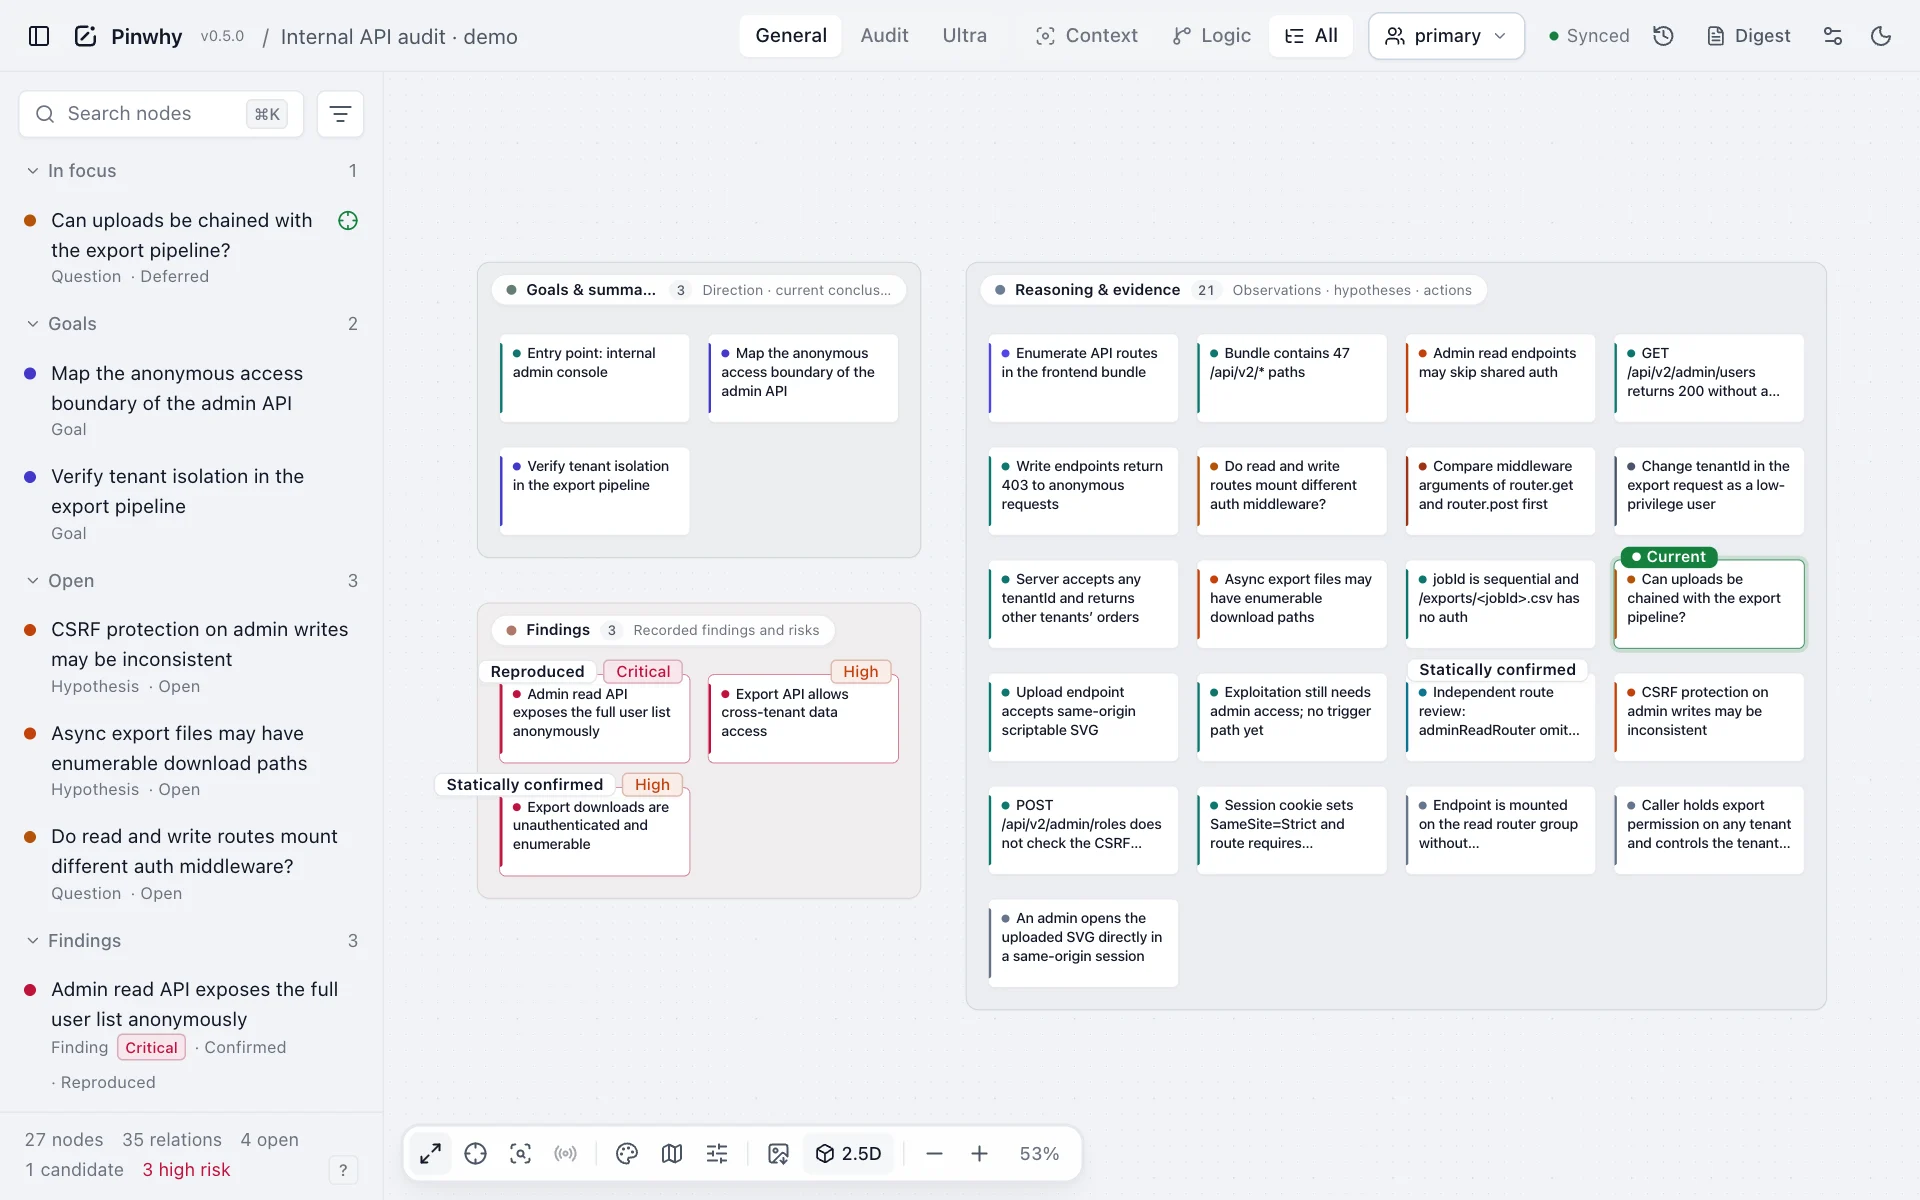 Pinwhy v0.5.0 / Internal API audit · demo
General Audit Ultra Context Logic All primary Synced Digest
Search nodes ⌘K
In focus 1
Can uploads be chained with
the export pipeline?
Question · Deferred
Goals 2
Map the anonymous access
boundary of the admin API
Goal
Verify tenant isolation in the
export pipeline
Goal
Open 3
CSRF protection on admin writes
may be inconsistent
Hypothesis · Open
Async export files may have
enumerable download paths
Hypothesis · Open
Do read and write routes mount
different auth middleware?
Question · Open
Findings 3
Admin read API exposes the full
user list anonymously
Finding Critical · Confirmed
· Reproduced
27 nodes 35 relations 4 open
1 candidate 3 high risk ?
Goals & summa... 3 Direction · current conclus...
Entry point: internal
admin console
Map the anonymous
access boundary of the
admin API
Verify tenant isolation
in the export pipeline
Findings 3 Recorded findings and risks
Reproduced Critical
Admin read API
exposes the full user list
anonymously
High
Export API allows
cross-tenant data
access
Statically confirmed High
Export downloads are
unauthenticated and
enumerable
Reasoning & evidence 21 Observations · hypotheses · actions
Enumerate API routes
in the frontend bundle
Bundle contains 47
/api/v2/* paths
Admin read endpoints
may skip shared auth
GET
/api/v2/admin/users
returns 200 without a...
Write endpoints return
403 to anonymous
requests
Do read and write
routes mount different
auth middleware?
Compare middleware
arguments of router.get
and router.post first
Change tenantId in the
export request as a low-
privilege user
Server accepts any
tenantId and returns
other tenants’ orders
Async export files may
have enumerable
download paths
jobId is sequential and
/exports/<jobId>.csv has
no auth
Current
Can uploads be
chained with the export
pipeline?
Upload endpoint
accepts same-origin
scriptable SVG
Exploitation still needs
admin access; no trigger
path yet
Statically confirmed
Independent route
review:
adminReadRouter omit...
CSRF protection on
admin writes may be
inconsistent
POST
/api/v2/admin/roles does
not check the CSRF...
Session cookie sets
SameSite=Strict and
route requires...
Endpoint is mounted
on the read router group
without...
Caller holds export
permission on any tenant
and controls the tenant...
An admin opens the
uploaded SVG directly in
a same-origin session
2.5D 53%